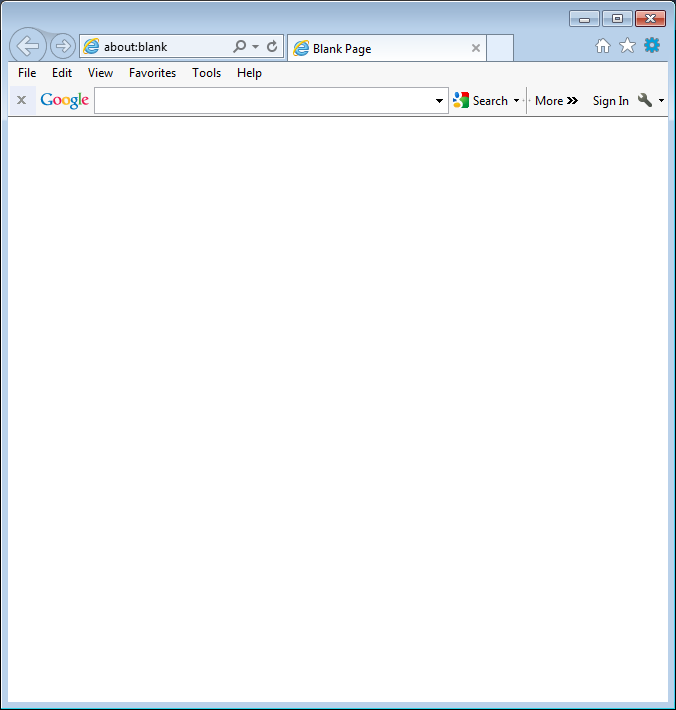 about:blank
Blank Page
File Edit View Favorites Tools Help
Google Search More Sign In